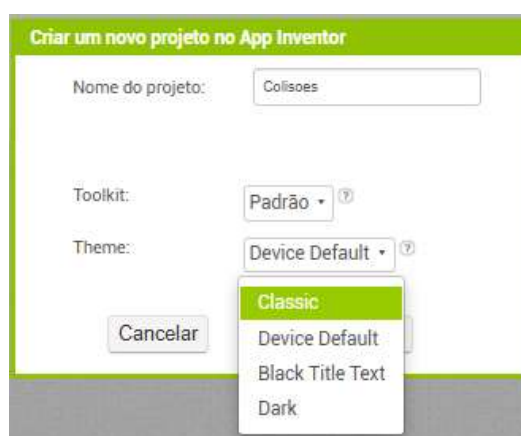 Criar um novo projeto no App Inventor
Nome do projeto: Colisoes
Toolkit: Padrão ?
Theme: Device Default ?
Classic
Cancelar Device Default
Black Title Text
Dark